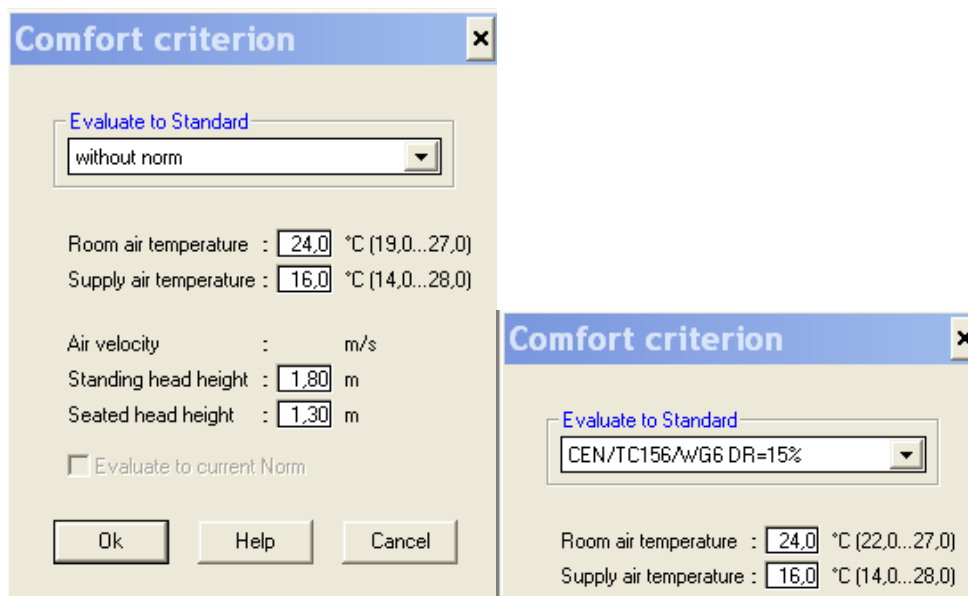 Comfort criterion
Evaluate to Standard
without norm
Room air temperature : 24,0 °C (19,0...27,0)
Supply air temperature : 16,0 °C (14,0...28,0)
Air velocity : m/s
Standing head height : 1,80 m
Seated head height : 1,30 m
Evaluate to current Norm
Ok Help Cancel
Comfort criterion
Evaluate to Standard
CEN/TC156/WG6 DR=15%
Room air temperature : 24,0 °C (22,0...27,0)
Supply air temperature : 16,0 °C (14,0...28,0)